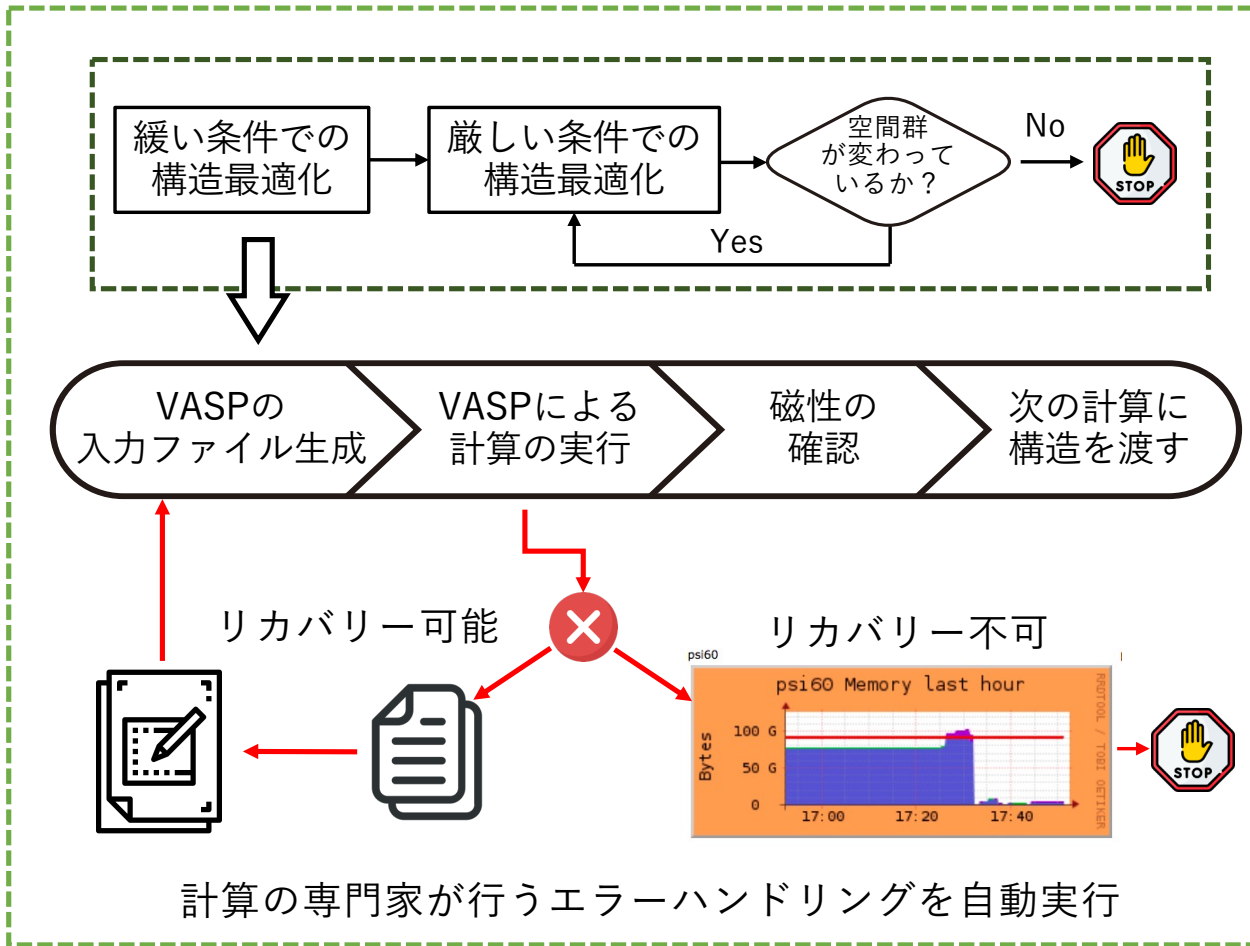 緩い条件での
構造最適化
厳しい条件での
構造最適化
空間群
が変わって
いるか？
No
STOP
Yes
VASPの
入力ファイル生成
VASPによる
計算の実行
磁性の
確認
次の計算に
構造を渡す
リカバリー可能
リカバリー不可
psi60
psi60 Memory last hour
RRDTOOL / TOBI OETIKER
Bytes
100 G
50 G
0
17:00
17:20
17:40
STOP
計算の専門家が行うエラーハンドリングを自動実行